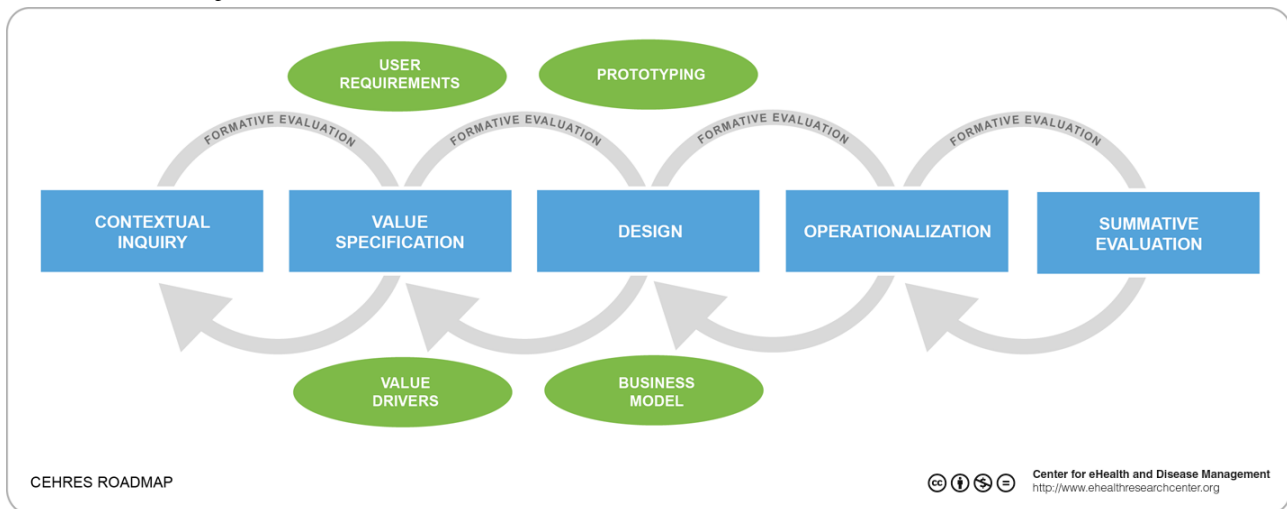 USER
REQUIREMENTS
PROTOTYPING
FORMATIVE EVALUATION
FORMATIVE EVALUATION
FORMATIVE EVALUATION
FORMATIVE EVALUATION
CONTEXTUAL
INQUIRY
VALUE
SPECIFICATION
DESIGN
OPERATIONALIZATION
SUMMATIVE
EVALUATION
VALUE
DRIVERS
BUSINESS
MODEL
CEHRES ROADMAP
cc
Center for eHealth and Disease Management
http://www.ehealthresearchcenter.org